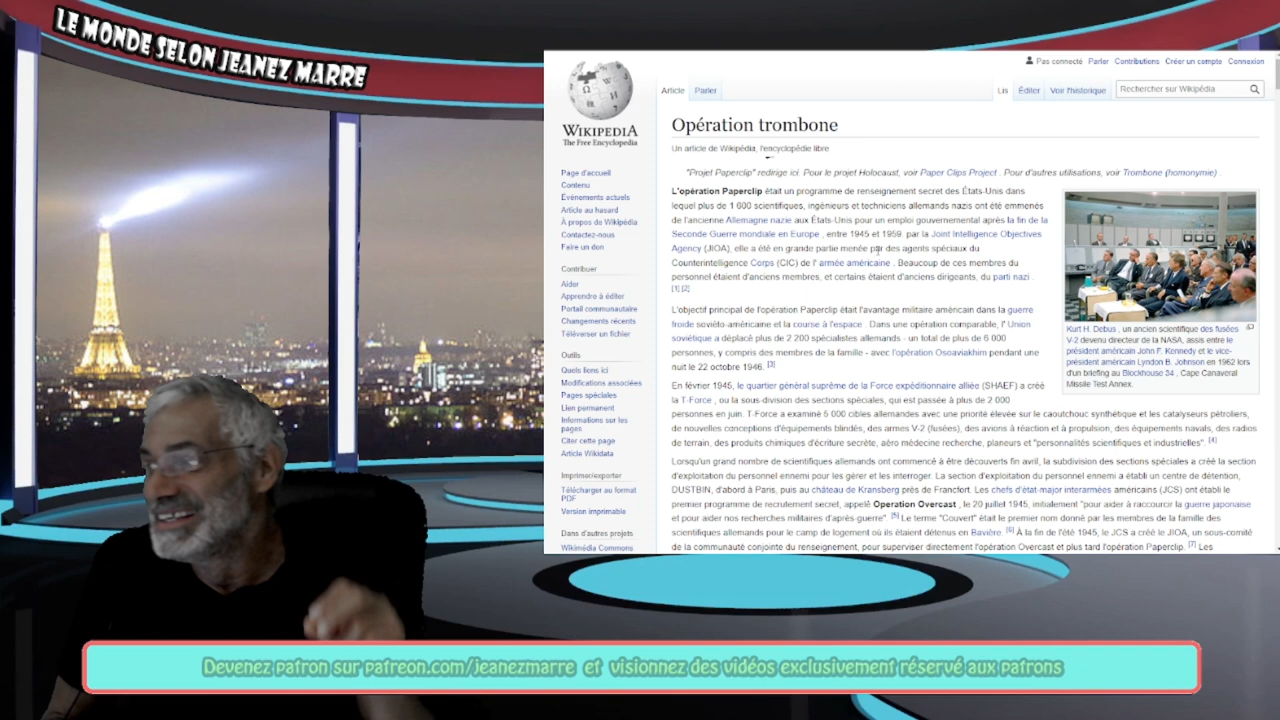 LE MONDE SELON JEANEZ MARRE
WIKIPEDIA
The Free Encyclopedia
Page d'accueil
Contenu
Événements actuels
Article au hasard
À propos de Wikipédia
Contactez-nous
Faire un don
Contribuer
Aider
Apprendre à éditer
Portail communautaire
Changements récents
Téléverser un fichier
Outils
Quels liens ici
Modifications associées
Pages spéciales
Lien permanent
Informations sur les
pages
Citer cette page
Article Wikidata
Imprimer/exporter
Télécharger au format
PDF
Version imprimable
Dans d'autres projets
Wikimédia Commons
Pas connecté Parler Contributions Créer un compte Connexion
Article Parler Lis Éditer Voir l'historique Rechercher sur Wikipédia
Opération trombone
Un article de Wikipédia, l'encyclopédie libre
"Projet Paperclip" redirige ici. Pour le projet Holocaust, voir Paper Clips Project . Pour d'autres utilisations, voir Trombone (homonymie) .
L'opération Paperclip était un programme de renseignement secret des États-Unis dans
lequel plus de 1 600 scientifiques, ingénieurs et techniciens allemands nazis ont été emmenés
de l'ancienne Allemagne nazie aux États-Unis pour un emploi gouvernemental après la fin de la
Seconde Guerre mondiale en Europe , entre 1945 et 1959. par la Joint Intelligence Objectives
Agency (JIOA), elle a été en grande partie menée par des agents spéciaux du
Counterintelligence Corps (CIC) de l' armée américaine . Beaucoup de ces membres du
personnel étaient d'anciens membres, et certains étaient d'anciens dirigeants, du parti nazi .
[1] [2]
L'objectif principal de l'opération Paperclip était l'avantage militaire américain dans la guerre
froide soviéto-américaine et la course à l'espace . Dans une opération comparable, l' Union
soviétique a déplacé plus de 2 200 spécialistes allemands - un total de plus de 6 000
personnes, y compris des membres de la famille - avec l'opération Osoaviakhim pendant une
nuit le 22 octobre 1946. [3]
En février 1945, le quartier général suprême de la Force expéditionnaire alliée (SHAEF) a créé
la T-Force , ou la sous-division des sections spéciales, qui est passée à plus de 2 000
personnes en juin. T-Force a examiné 5 000 cibles allemandes avec une priorité élevée sur le caoutchouc synthétique et les catalyseurs pétroliers,
de nouvelles conceptions d'équipements blindés, des armes V-2 (fusées), des avions à réaction et à propulsion, des équipements navals, des radios
de terrain, des produits chimiques d'écriture secrète, aéro médecine recherche, planeurs et "personnalités scientifiques et industrielles". [4]
Lorsqu'un grand nombre de scientifiques allemands ont commencé à être découverts fin avril, la subdivision des sections spéciales a créé la section
d'exploitation du personnel ennemi pour les gérer et les interroger. La section d'exploitation du personnel ennemi a établi un centre de détention,
DUSTBIN, d'abord à Paris, puis au château de Kransberg près de Francfort. Les chefs d'état-major interarmées américains (JCS) ont établi le
premier programme de recrutement secret, appelé Operation Overcast , le 20 juillet 1945, initialement "pour aider à raccourcir la guerre japonaise
et pour aider nos recherches militaires d'après-guerre". [5] Le terme "Couvert" était le premier nom donné par les membres de la famille des
scientifiques allemands pour le camp de logement où ils étaient détenus en Bavière. [6] À la fin de l'été 1945, le JCS a créé le JIOA, un sous-comité
de la communauté conjointe du renseignement, pour superviser directement l'opération Overcast et plus tard l'opération Paperclip. [7] Les
Kurt H. Debus , un ancien scientifique des fusées
V-2 devenu directeur de la NASA, assis entre le
président américain John F. Kennedy et le vice-
président américain Lyndon B. Johnson en 1962 lors
d'un briefing au Blockhouse 34 , Cape Canaveral
Missile Test Annex.
Devenez patron sur patreon.com/jeanezmarre et visionnez des vidéos exclusivement réservé aux patrons